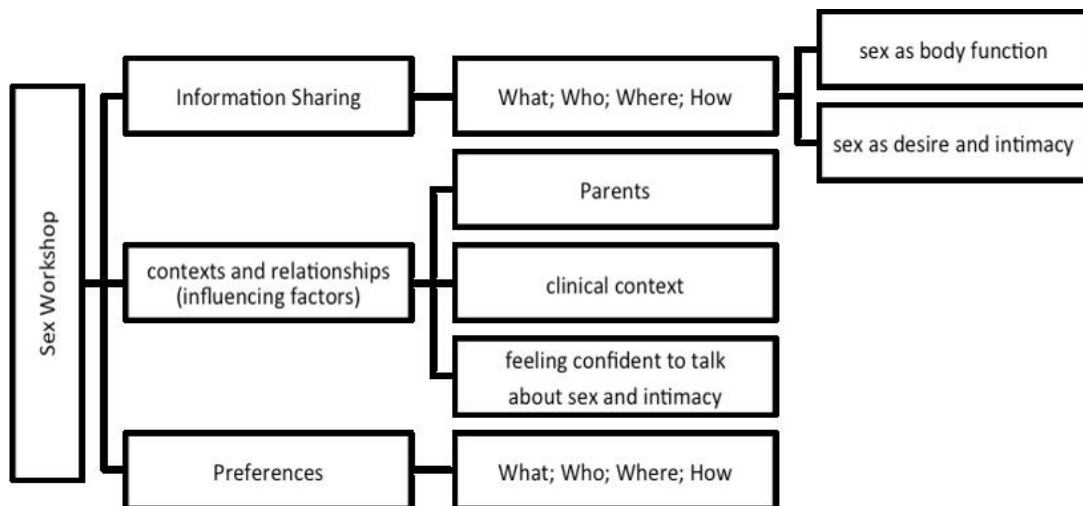 Sex Workshop
Information Sharing
What; Who; Where; How
sex as body function
sex as desire and intimacy
contexts and relationships
(influencing factors)
Parents
clinical context
feeling confident to talk
about sex and intimacy
Preferences
What; Who; Where; How